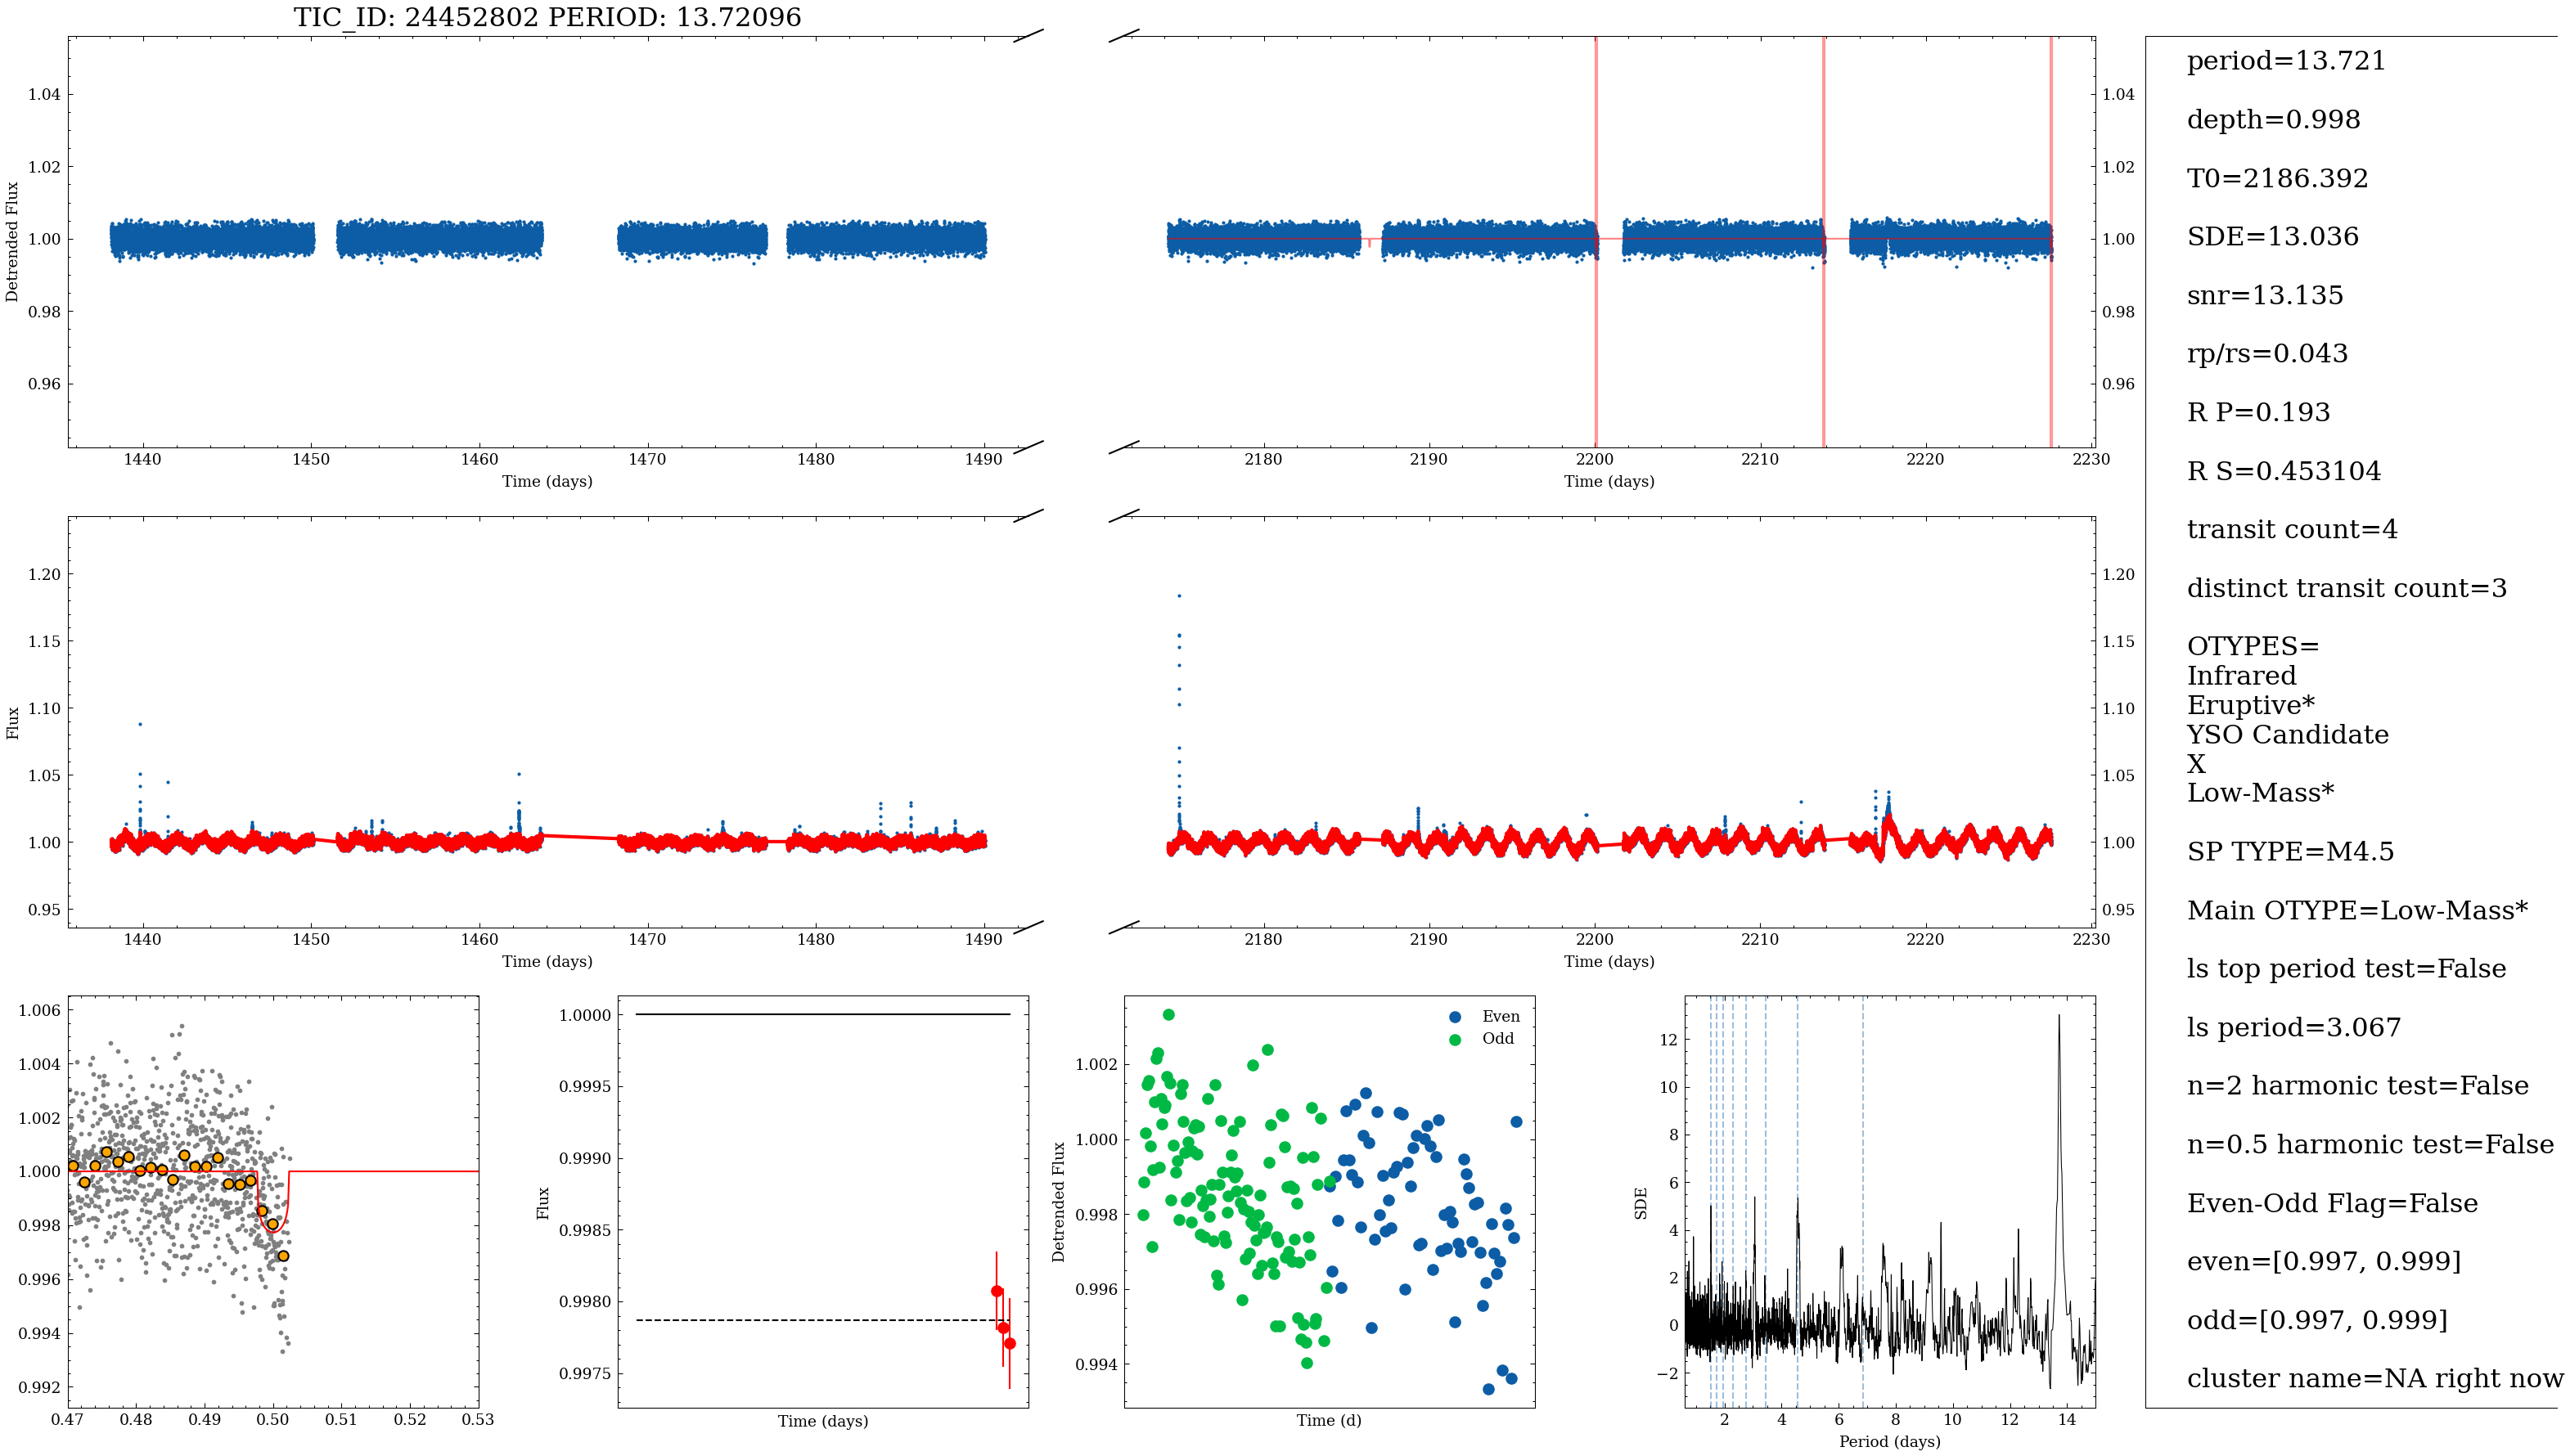 TIC_ID: 24452802 PERIOD: 13.72096
1.04
1.02
1.00
0.98
0.96
Detrended Flux
1440 1450 1460 1470 1480 1490
Time (days)
2180 2190 2200 2210 2220 2230
Time (days)
1.04
1.02
1.00
0.98
0.96
1.20
1.15
1.10
1.05
1.00
0.95
Flux
1440 1450 1460 1470 1480 1490
Time (days)
2180 2190 2200 2210 2220 2230
Time (days)
1.20
1.15
1.10
1.05
1.00
0.95
1.006
1.004
1.002
1.000
0.998
0.996
0.994
0.992
0.47 0.48 0.49 0.50 0.51 0.52 0.53
1.0000
0.9995
0.9990
0.9985
0.9980
0.9975
Flux
Time (days)
1.002
1.000
0.998
0.996
0.994
Detrended Flux
Even
Odd
Time (d)
12
10
8
6
4
2
0
−2
SDE
2 4 6 8 10 12 14
Period (days)
period=13.721
depth=0.998
T0=2186.392
SDE=13.036
snr=13.135
rp/rs=0.043
R P=0.193
R S=0.453104
transit count=4
distinct transit count=3
OTYPES=
Infrared
Eruptive*
YSO Candidate
X
Low-Mass*
SP TYPE=M4.5
Main OTYPE=Low-Mass*
ls top period test=False
ls period=3.067
n=2 harmonic test=False
n=0.5 harmonic test=False
Even-Odd Flag=False
even=[0.997, 0.999]
odd=[0.997, 0.999]
cluster name=NA right now